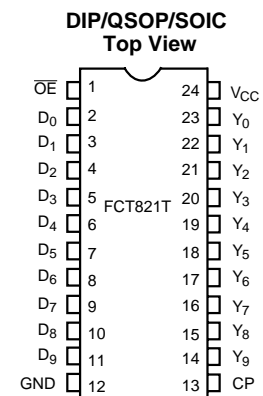 DIP/QSOP/SOIC
Top View
OE 1 24 VCC
D0 2 23 Y0
D1 3 22 Y1
D2 4 21 Y2
D3 5 20 Y3
FCT821T
D4 6 19 Y4
D5 7 18 Y5
D6 8 17 Y6
D7 9 16 Y7
D8 10 15 Y8
D9 11 14 Y9
GND 12 13 CP